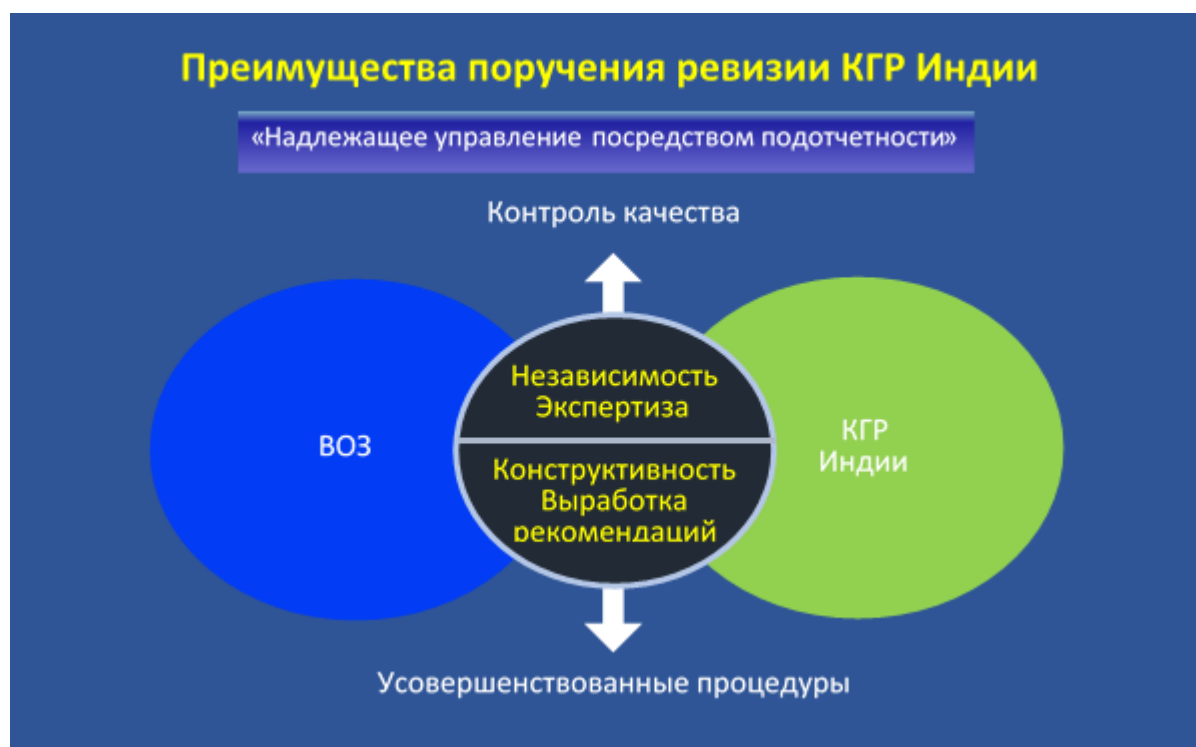 Преимущества поручения ревизии КГР Индии
«Надлежащее управление посредством подотчетности»
Контроль качества
Независимость
Экспертиза
ВОЗ
КГР
Индии
Конструктивность
Выработка
рекомендаций
Усовершенствованные процедуры